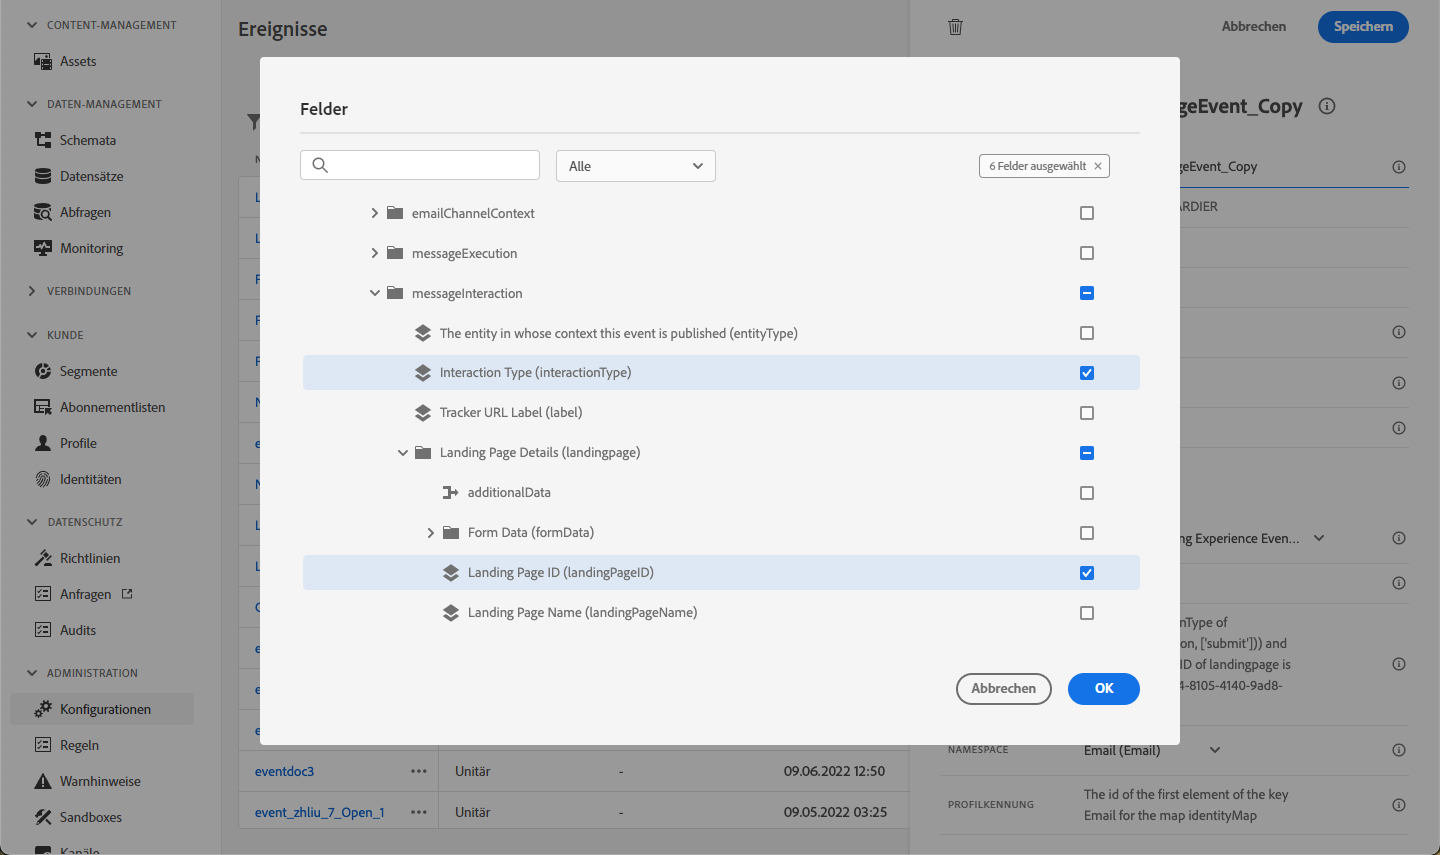 CONTENT-MANAGEMENT
Assets
DATEN-MANAGEMENT
Schemata
Datensätze
Abfragen
Monitoring
VERBINDUNGEN
KUNDE
Segmente
Abonnementlisten
Profile
Identitäten
DATENSCHUTZ
Richtlinien
Anfragen
Audits
ADMINISTRATION
Konfigurationen
Regeln
Warnhinweise
Sandboxes
Kanäle
Ereignisse
Abbrechen
Speichern
Felder
Alle
6 Felder ausgewählt
emailChannelContext
messageExecution
messageInteraction
The entity in whose context this event is published (entityType)
Interaction Type (interactionType)
Tracker URL Label (label)
Landing Page Details (landingpage)
additionalData
Form Data (formData)
Landing Page ID (landingPageID)
Landing Page Name (landingPageName)
Abbrechen
OK
eventdoc3 ••• Unitär - 09.06.2022 12:50
event_zhliu_7_Open_1 ••• Unitär - 09.05.2022 03:25
geEvent_Copy
geEvent_Copy
ARDIER
ng Experience Even...
nType of
on, ['submit'])) and
ID of landingpage is
4-8105-4140-9ad8-
NAMESPACE
Email (Email)
PROFILKENNUNG
The id of the first element of the key
Email for the map identityMap